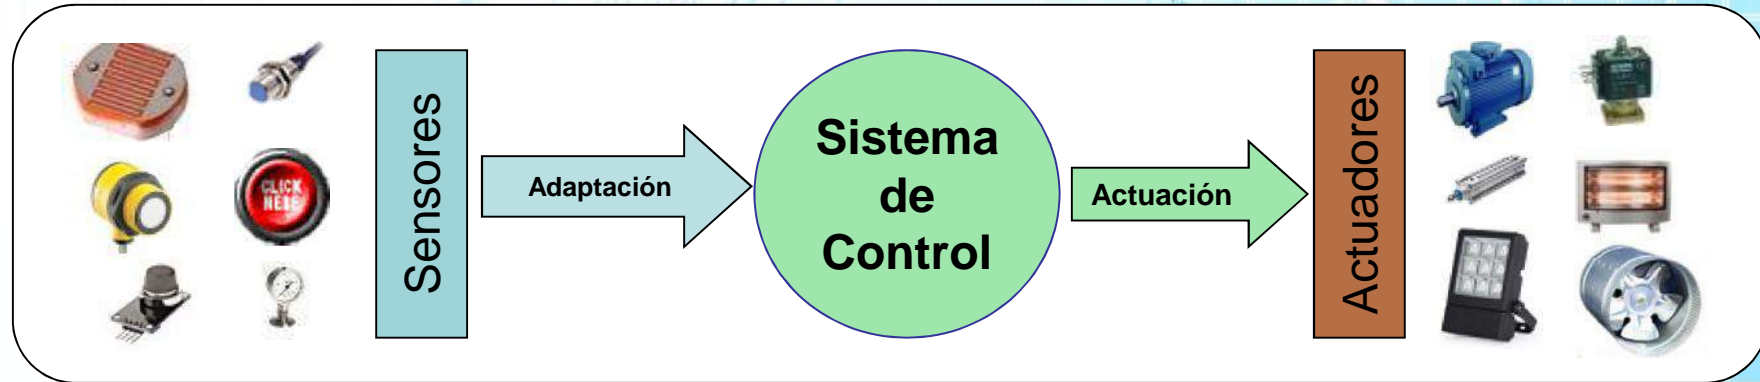 CLICK
HERE
Sensores
Adaptación
Sistema
de
Control
Actuación
Actuadores